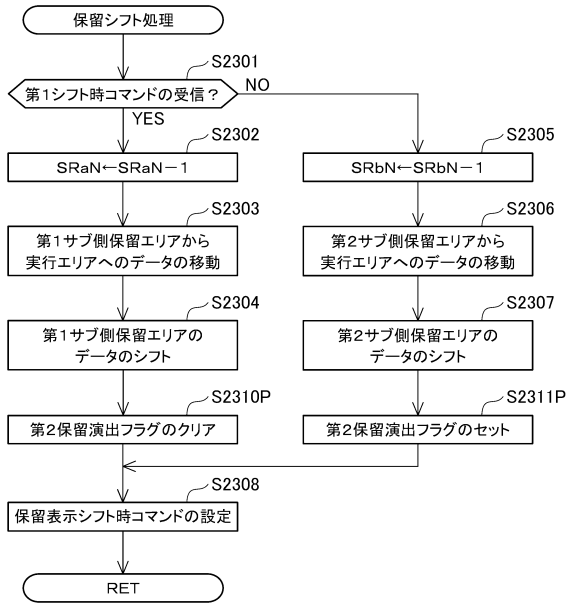 保留シフト処理
S2301
第1シフト時コマンドの受信？
NO
YES
S2302
SRaN←SRaN－1
S2303
第1サブ側保留エリアから
実行エリアへのデータの移動
S2304
第1サブ側保留エリアの
データのシフト
S2310P
第2保留演出フラグのクリア
S2305
SRbN←SRbN－1
S2306
第2サブ側保留エリアから
実行エリアへのデータの移動
S2307
第2サブ側保留エリアの
データのシフト
S2311P
第2保留演出フラグのセット
S2308
保留表示シフト時コマンドの設定
RET